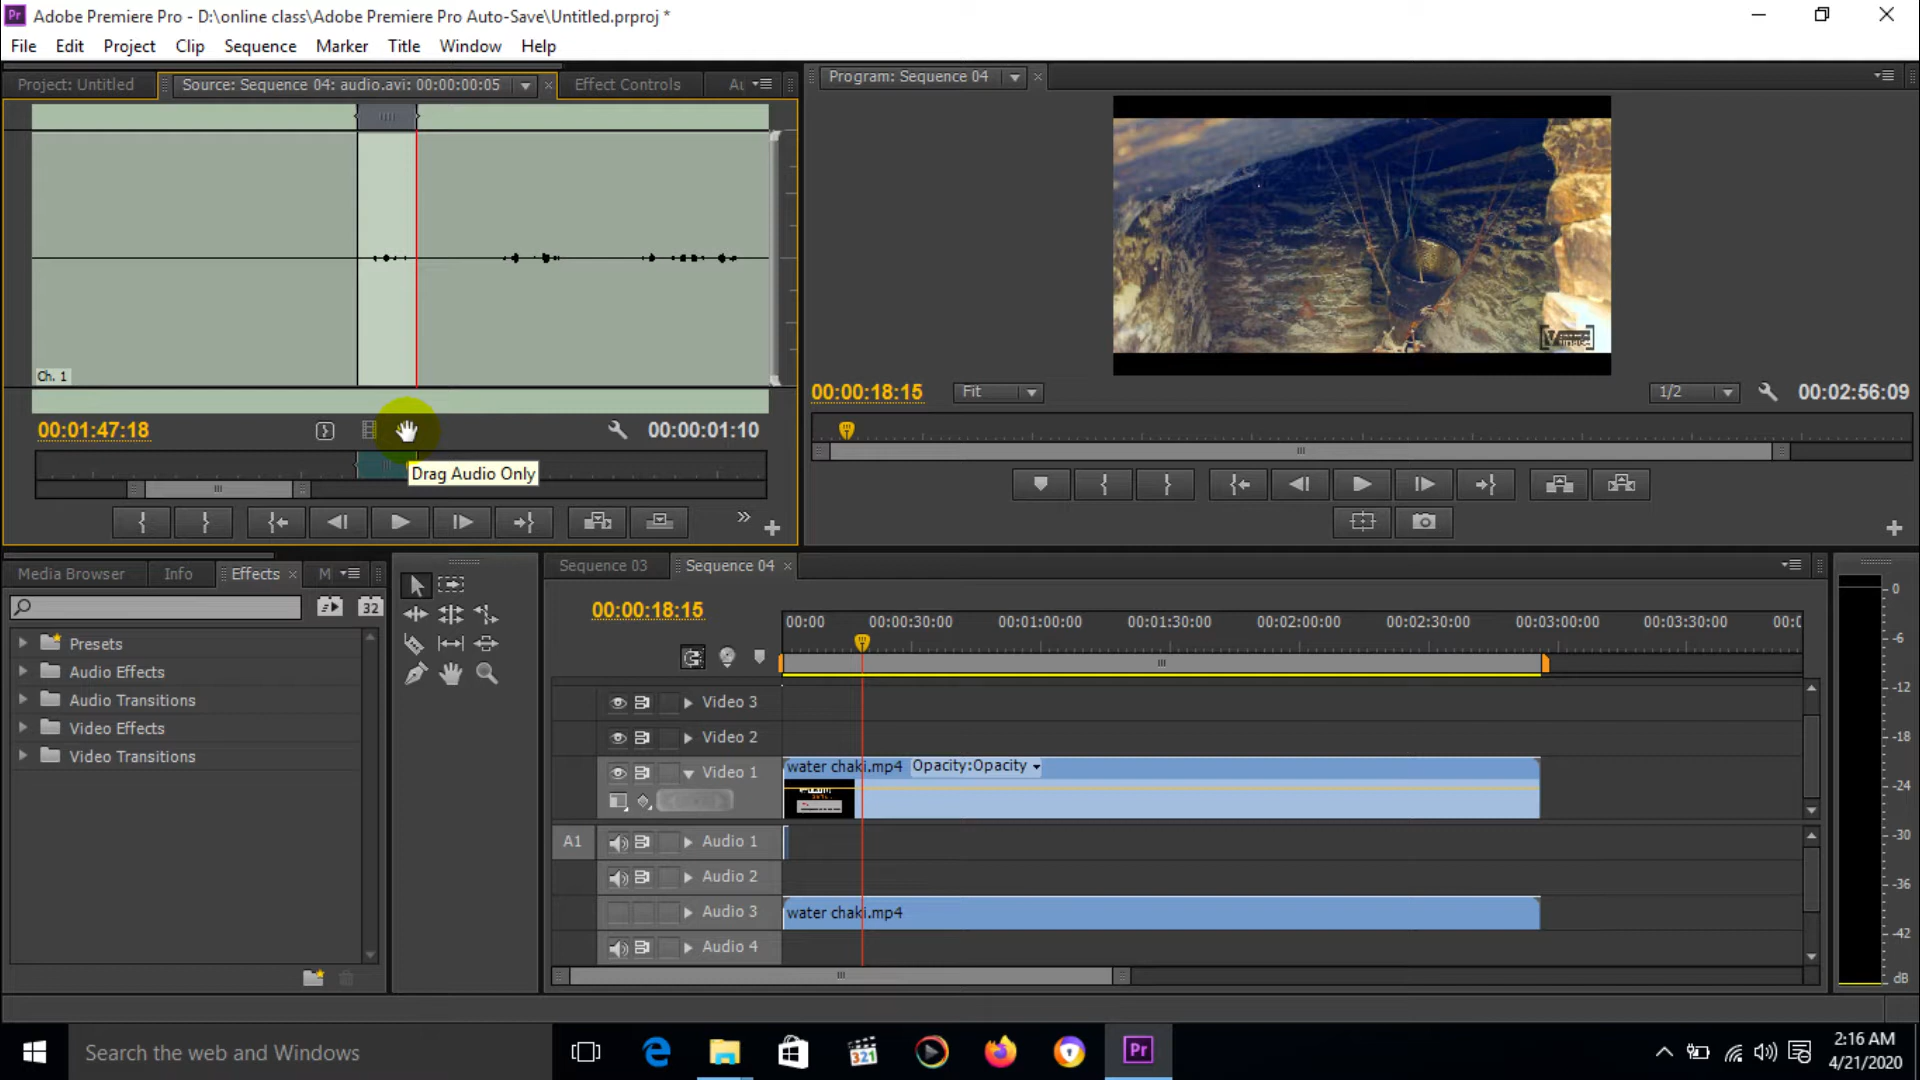 Adobe Premiere Pro - D:\online class\Adobe Premiere Pro Auto-Save\Untitled.prproj *
File Edit Project Clip Sequence Marker Title Window Help
Project: Untitled
Source: Sequence 04: audio.avi: 00:00:00:05
Effect Controls
Program: Sequence 04
Ch. 1
00:01:47:18
00:00:01:10
Drag Audio Only
00:00:18:15
Fit
1/2
00:02:56:09
Media Browser
Info
Effects
M
32
Presets
Audio Effects
Audio Transitions
Video Effects
Video Transitions
Sequence 03
Sequence 04
00:00:18:15
00:00 00:00:30:00 00:01:00:00 00:01:30:00 00:02:00:00 00:02:30:00 00:03:00:00 00:03:30:00
Video 3
Video 2
Video 1
water chaki.mp4 Opacity:Opacity
A1
Audio 1
Audio 2
Audio 3
water chaki.mp4
Audio 4
0
-6
-12
-18
-24
-30
-36
-42
dB
Search the web and Windows
321
Pr
2:16 AM
4/21/2020